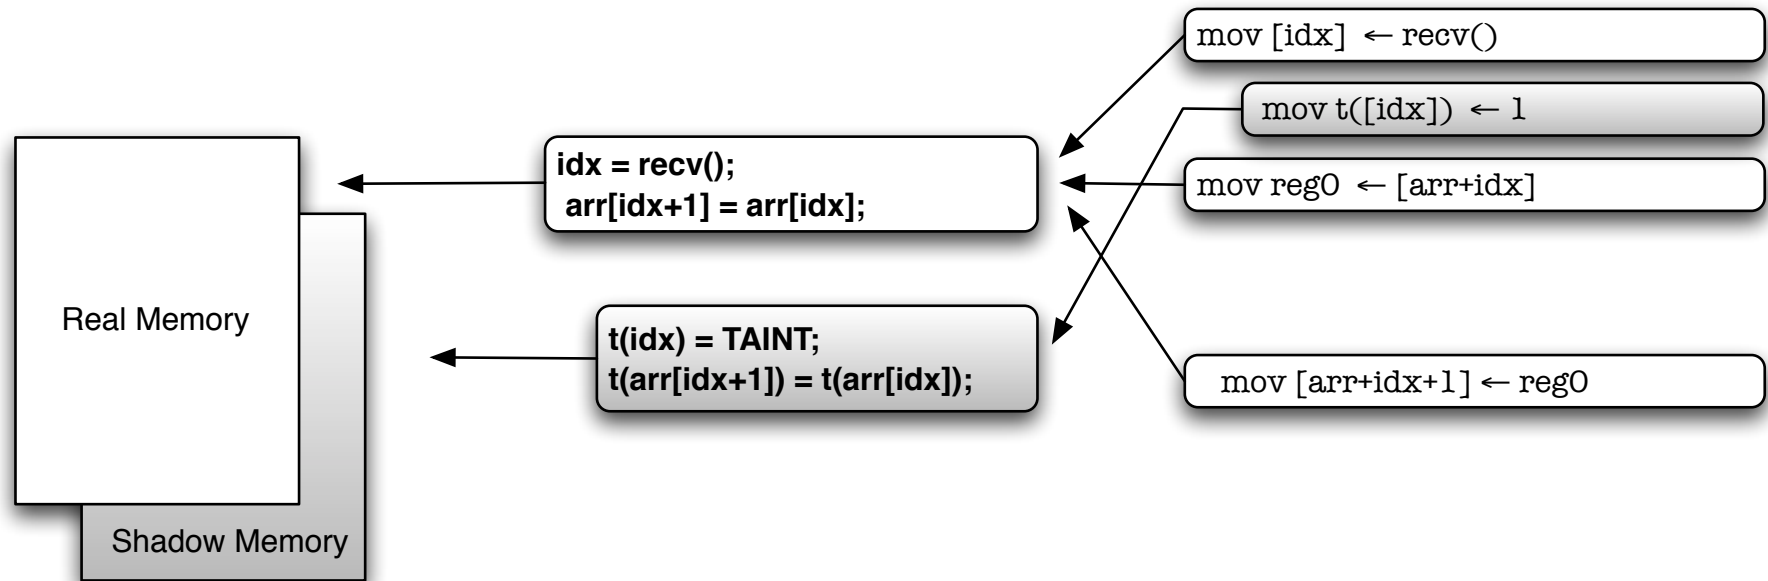 mov [idx] ← recv()
mov t([idx]) ← 1
idx = recv();
arr[idx+1] = arr[idx];
mov reg0 ← [arr+idx]
Real Memory
t(idx) = TAINT;
t(arr[idx+1]) = t(arr[idx]);
mov [arr+idx+1] ← reg0
Shadow Memory